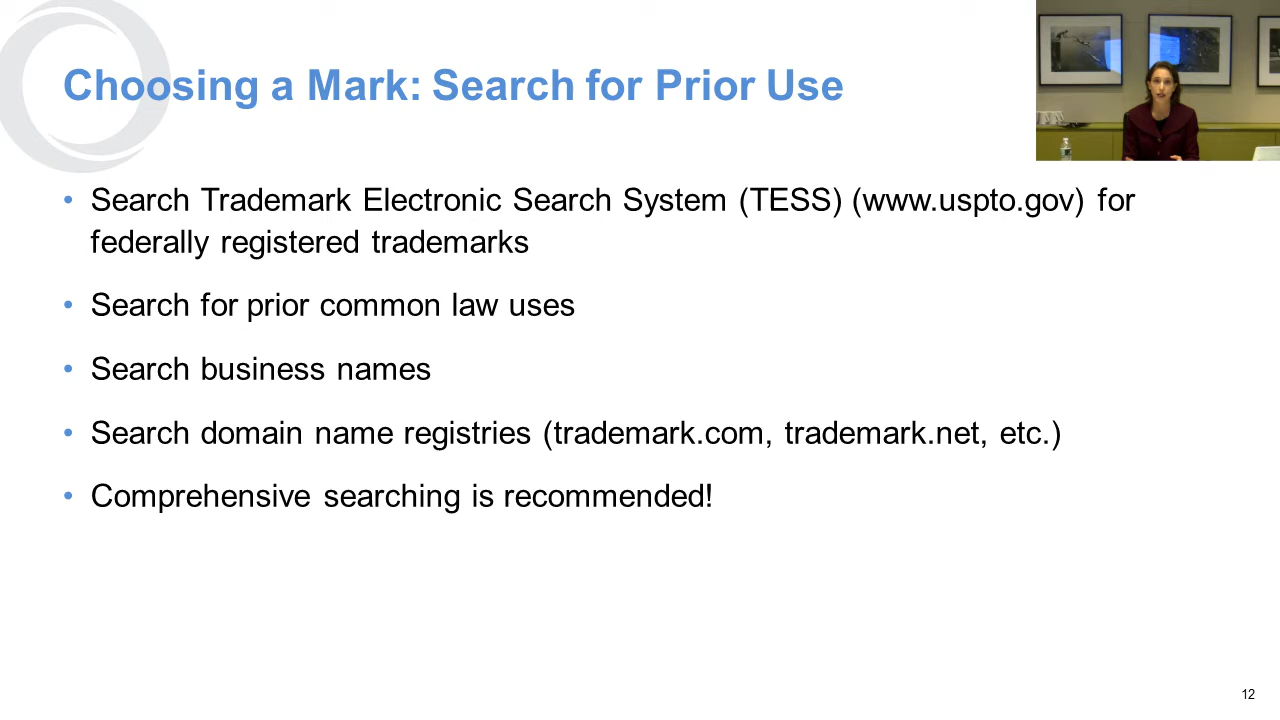 Choosing a Mark: Search for Prior Use
• Search Trademark Electronic Search System (TESS) (www.uspto.gov) for
federally registered trademarks
• Search for prior common law uses
• Search business names
• Search domain name registries (trademark.com, trademark.net, etc.)
• Comprehensive searching is recommended!
12